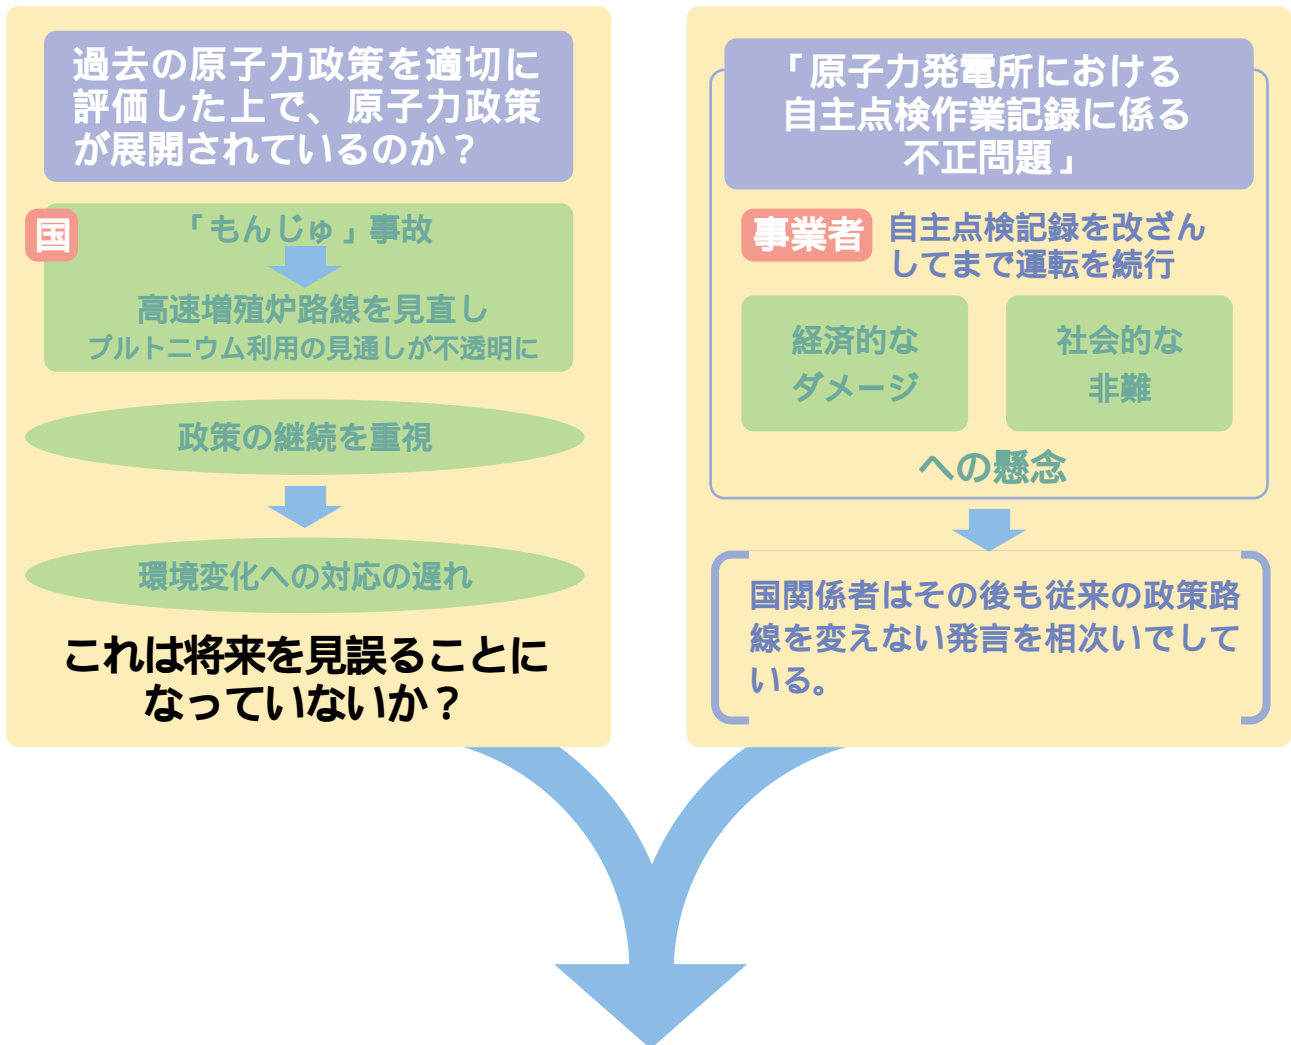 過去の原子力政策を適切に
評価した上で、原子力政策
が展開されているのか？
国
「もんじゅ」事故
高速増殖炉路線を見直し
プルトニウム利用の見通しが不透明に
政策の継続を重視
環境変化への対応の遅れ
これは将来を見誤ることに
なっていないか？
「原子力発電所における
自主点検作業記録に係る
不正問題」
事業者
自主点検記録を改ざん
してまで運転を続行
経済的な
ダメージ
社会的な
非難
への懸念
国関係者はその後も従来の政策路
線を変えない発言を相次いでして
いる。